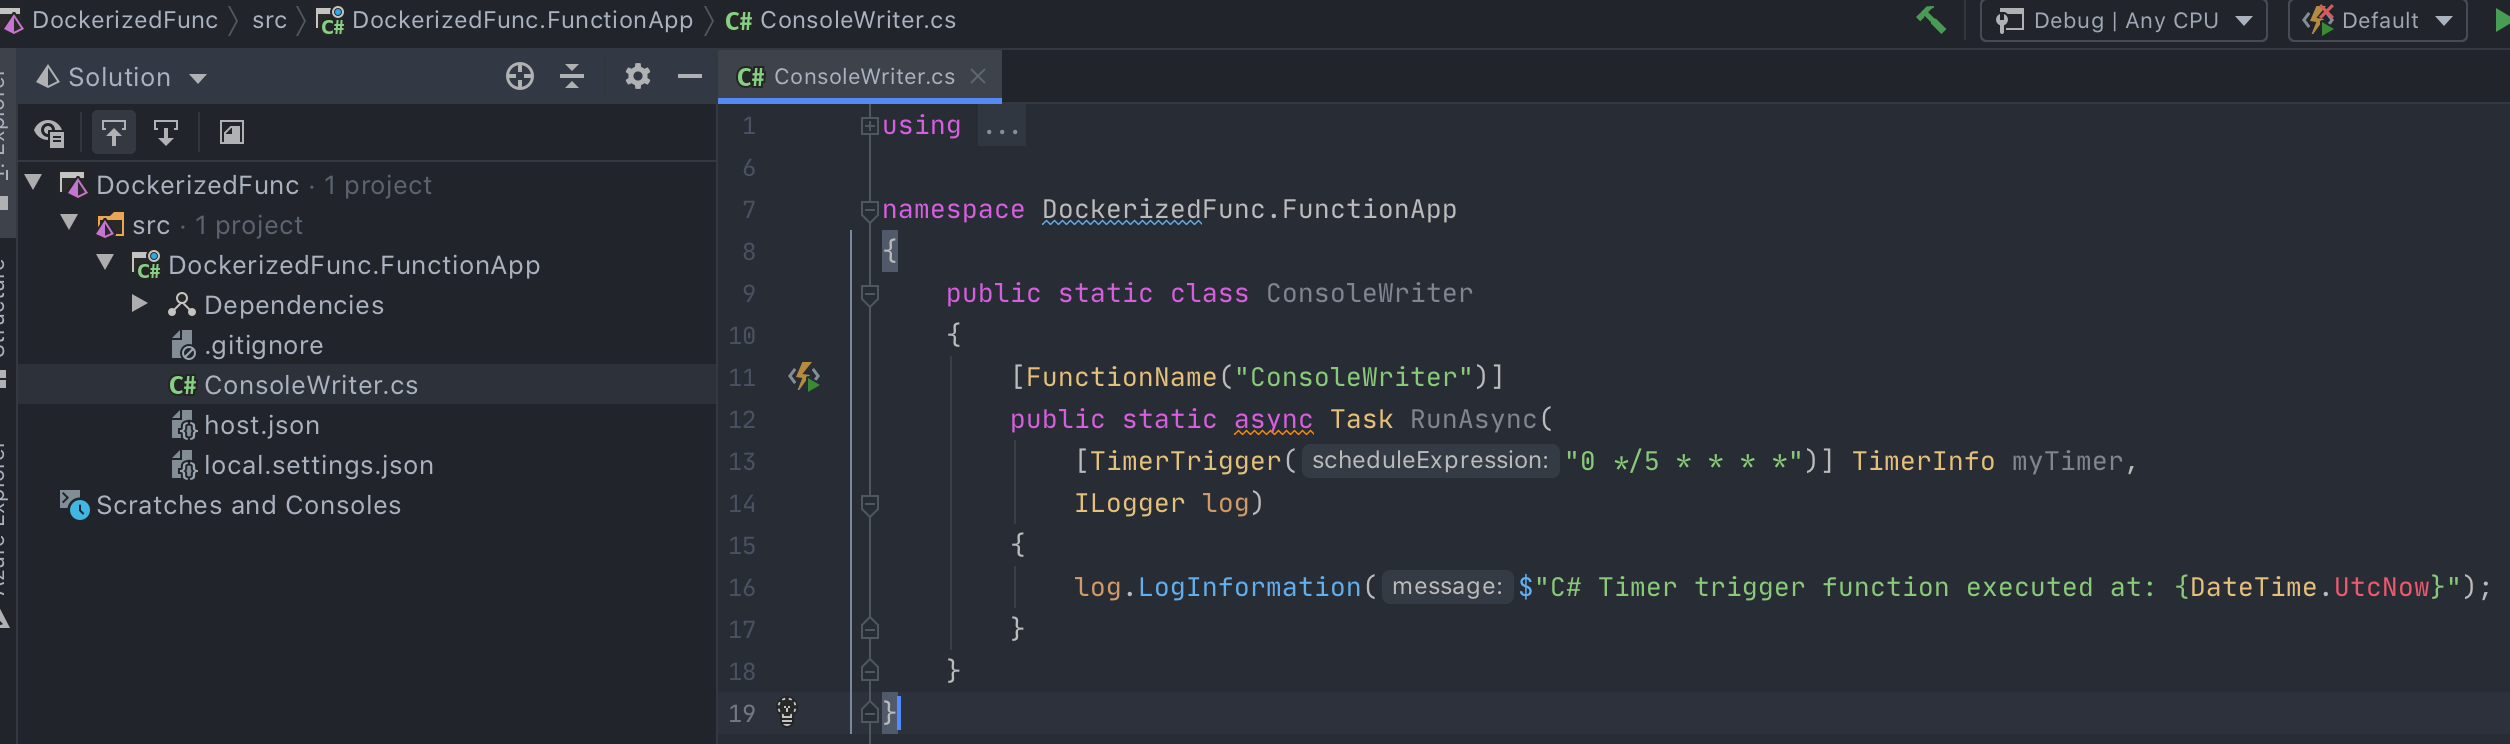 DockerizedFunc src DockerizedFunc.FunctionApp C# ConsoleWriter.cs Debug | Any CPU Default
Solution
C# ConsoleWriter.cs
DockerizedFunc · 1 project
src · 1 project
C# DockerizedFunc.FunctionApp
Dependencies
.gitignore
C# ConsoleWriter.cs
host.json
local.settings.json
Scratches and Consoles
Structure
Azure Explorer
1 using ...
6
7 namespace DockerizedFunc.FunctionApp
8 {
9 public static class ConsoleWriter
10 {
11 [FunctionName("ConsoleWriter")]
12 public static async Task RunAsync(
13 [TimerTrigger( scheduleExpression: "0 */5 * * * *")] TimerInfo myTimer,
14 ILogger log)
15 {
16 log.LogInformation( message: $"C# Timer trigger function executed at: {DateTime.UtcNow}");
17 }
18 }
19 }